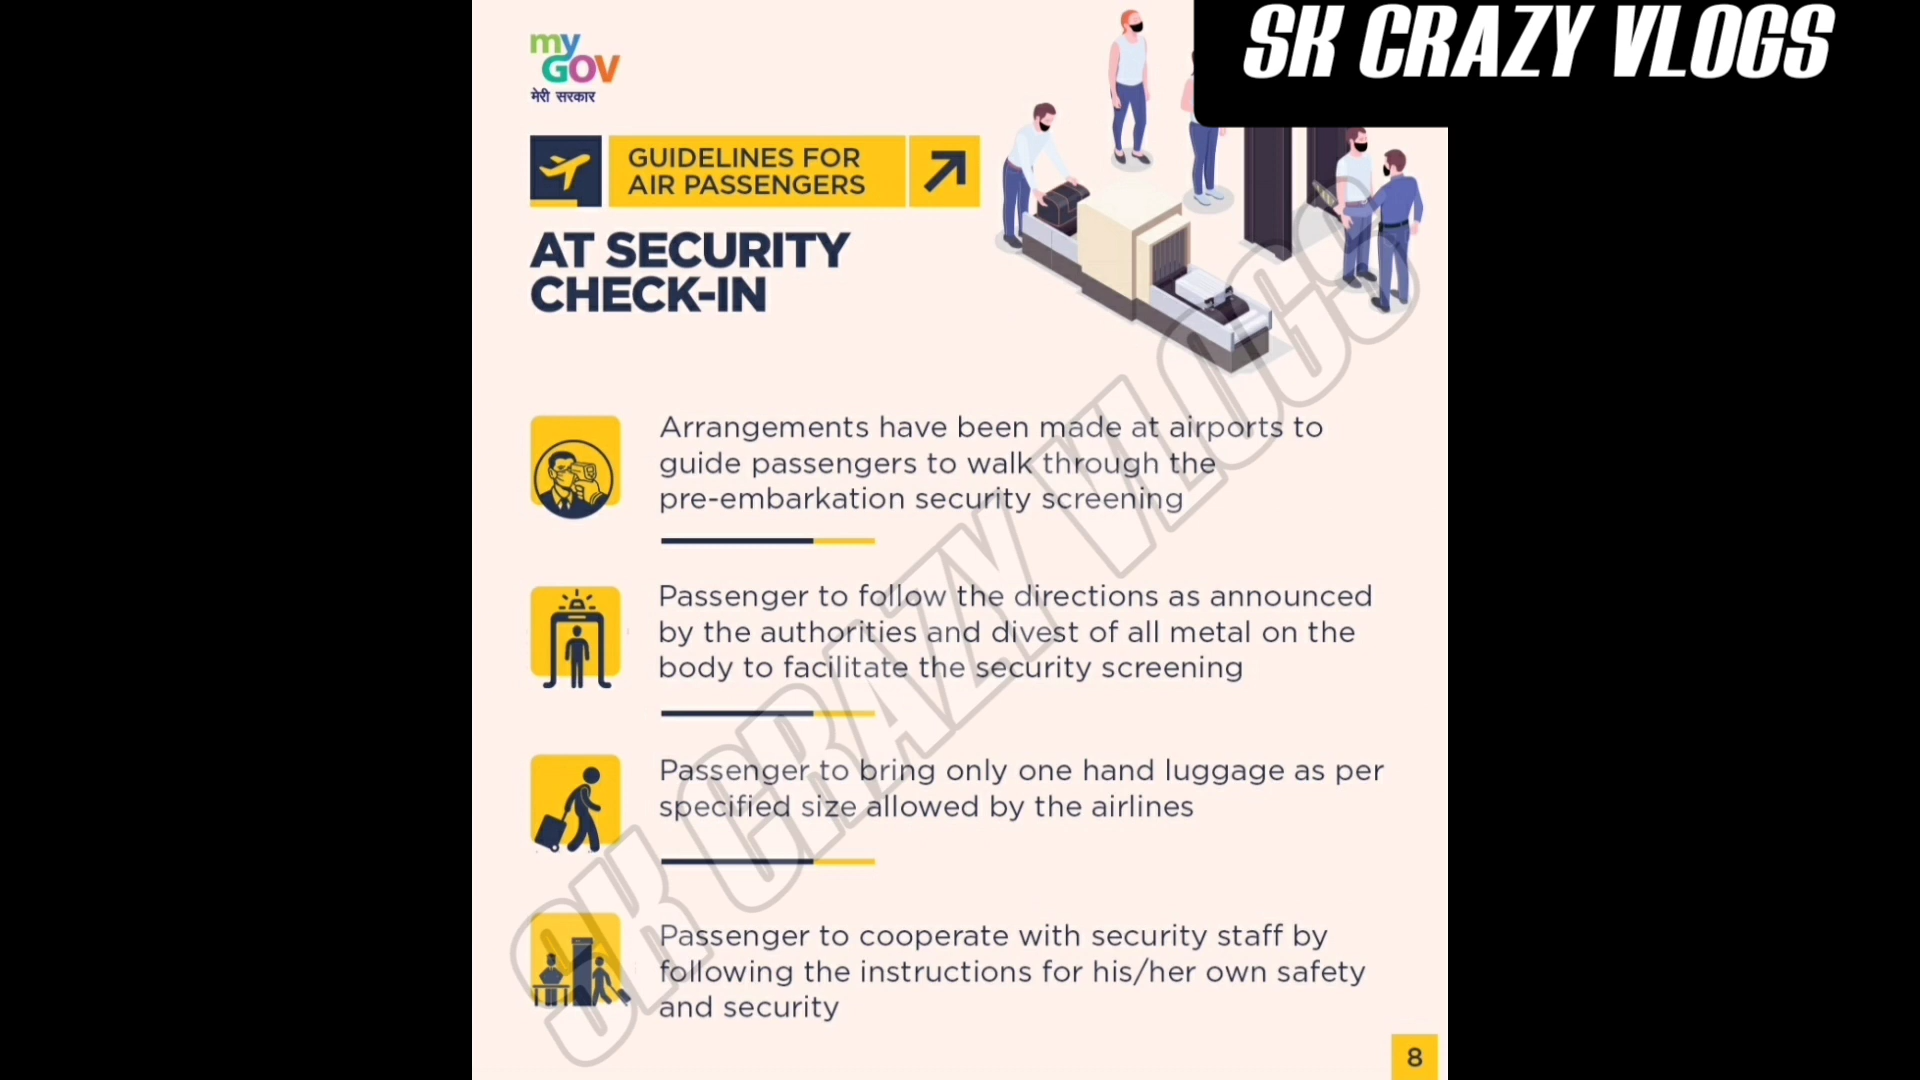 SK CRAZY VLOGS
my
GOV
मेरी सरकार
GUIDELINES FOR
AIR PASSENGERS
AT SECURITY
CHECK-IN
Arrangements have been made at airports to
guide passengers to walk through the
pre-embarkation security screening
Passenger to follow the directions as announced
by the authorities and divest of all metal on the
body to facilitate the security screening
Passenger to bring only one hand luggage as per
specified size allowed by the airlines
Passenger to cooperate with security staff by
following the instructions for his/her own safety
and security
SK CRAZY VLOGS
8